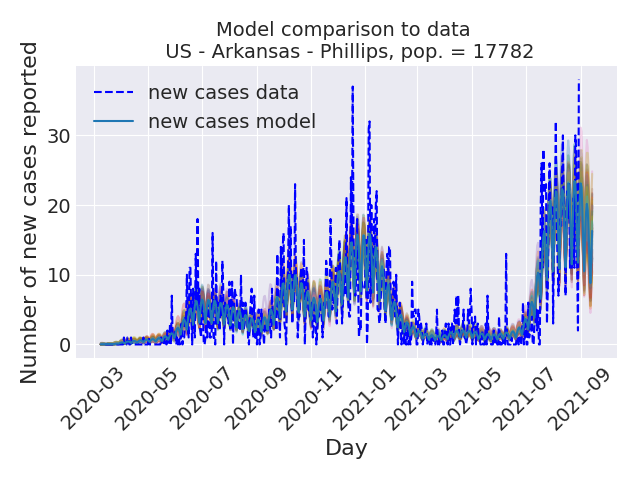 Model comparison to data
US - Arkansas - Phillips, pop. = 17782
Number of new cases reported
new cases data
new cases model
30
20
10
0
2020-03
2020-05
2020-07
2020-09
2020-11
2021-01
2021-03
2021-05
2021-07
2021-09
Day